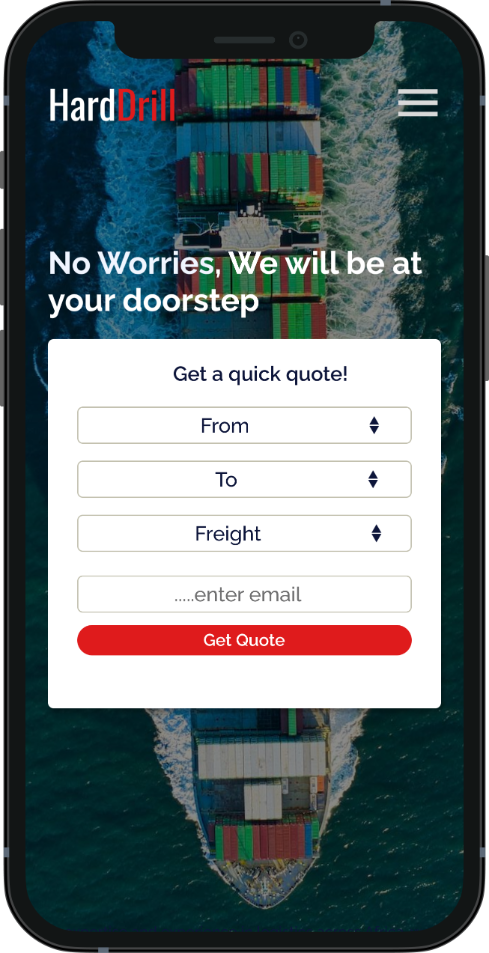 HardDrill
No Worries, We will be at
your doorstep
Get a quick quote!
From
To
Freight
.....enter email
Get Quote